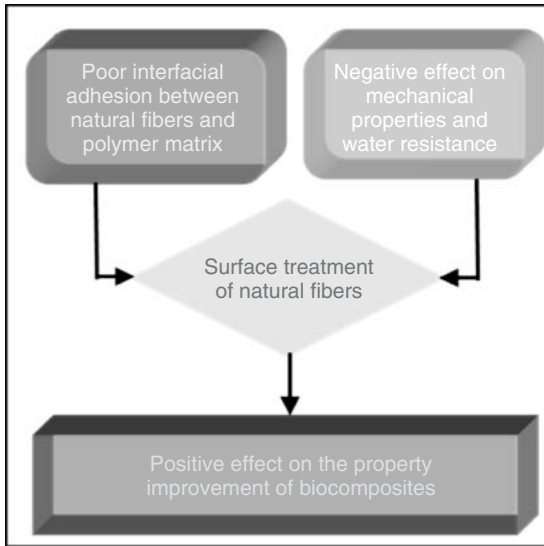 Poor interfacial
adhesion between
natural fibers and
polymer matrix
Negative effect on
mechanical
properties and
water resistance
Surface treatment
of natural fibers
Positive effect on the property
improvement of biocomposites